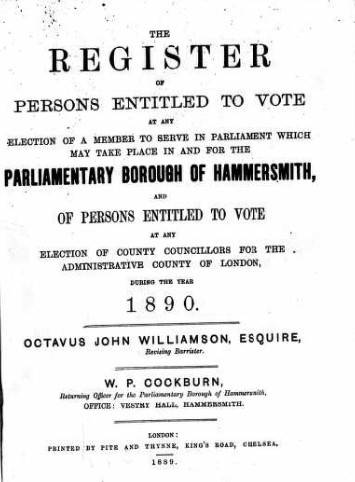 THE
REGISTER
OF
PERSONS ENTITLED TO VOTE
AT ANY
ELECTION OF A MEMBER TO SERVE IN PARLIAMENT WHICH
MAY TAKE PLACE IN AND FOR THE
PARLIAMENTARY BOROUGH OF HAMMERSMITH,
AND
OF PERSONS ENTITLED TO VOTE
AT ANY
ELECTION OF COUNTY COUNCILLORS FOR THE
ADMINISTRATIVE COUNTY OF LONDON,
DURING THE YEAR
1890.
OCTAVUS JOHN WILLIAMSON, ESQUIRE,
Revising Barrister.
W. P. COCKBURN,
Returning Officer for the Parliamentary Borough of Hammersmith,
OFFICE: VESTRY HALL, HAMMERSMITH.
LONDON:
PRINTED BY PITE AND THYNNE, KING'S ROAD, CHELSEA,
1889.